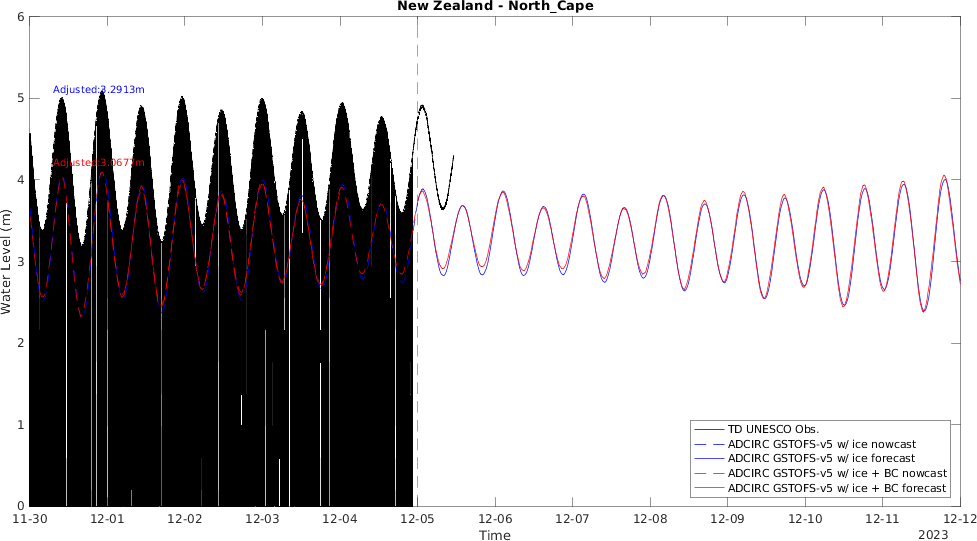 New Zealand - North_Cape
6
5
4
3
2
1
0
Water Level (m)
Adjusted:3.2913m
Adjusted:3.0677m
TD UNESCO Obs.
ADCIRC GSTOFS-v5 w/ ice nowcast
ADCIRC GSTOFS-v5 w/ ice forecast
ADCIRC GSTOFS-v5 w/ ice + BC nowcast
ADCIRC GSTOFS-v5 w/ ice + BC forecast
11-30 12-01 12-02 12-03 12-04 12-05 12-06 12-07 12-08 12-09 12-10 12-11 12-12
Time
2023